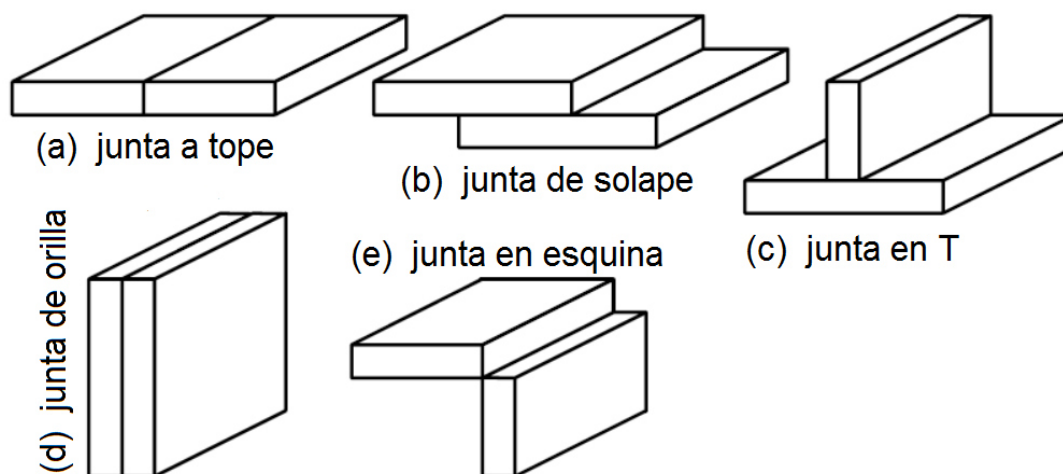 (a) junta a tope
(b) junta de solape
(c) junta en T
(d) junta de orilla
(e) junta en esquina